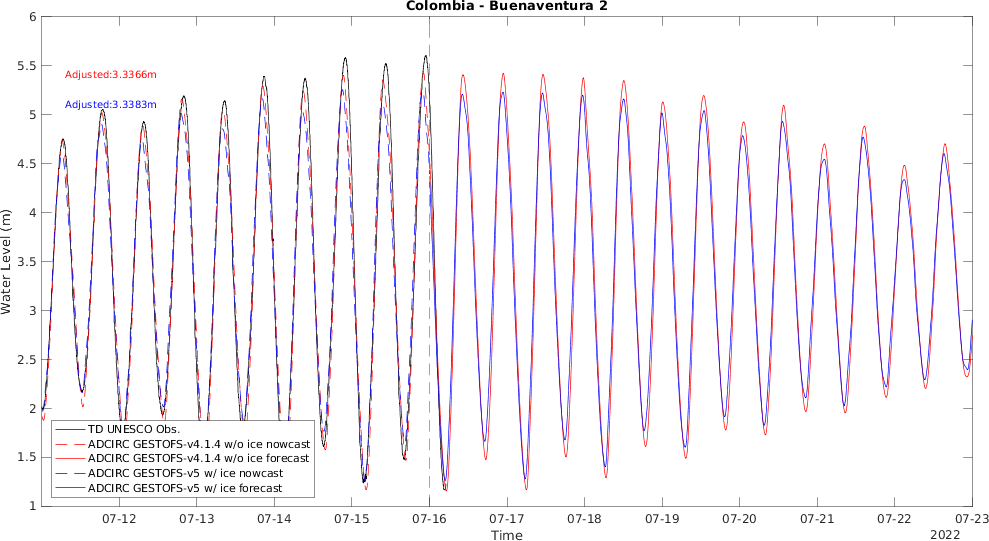 Colombia - Buenaventura 2
6
5.5
5
4.5
4
3.5
3
2.5
2
1.5
1
Water Level (m)
Adjusted:3.3366m
Adjusted:3.3383m
TD UNESCO Obs.
ADCIRC GESTOFS-v4.1.4 w/o ice nowcast
ADCIRC GESTOFS-v4.1.4 w/o ice forecast
ADCIRC GESTOFS-v5 w/ ice nowcast
ADCIRC GESTOFS-v5 w/ ice forecast
07-12 07-13 07-14 07-15 07-16 07-17 07-18 07-19 07-20 07-21 07-22 07-23
Time
2022